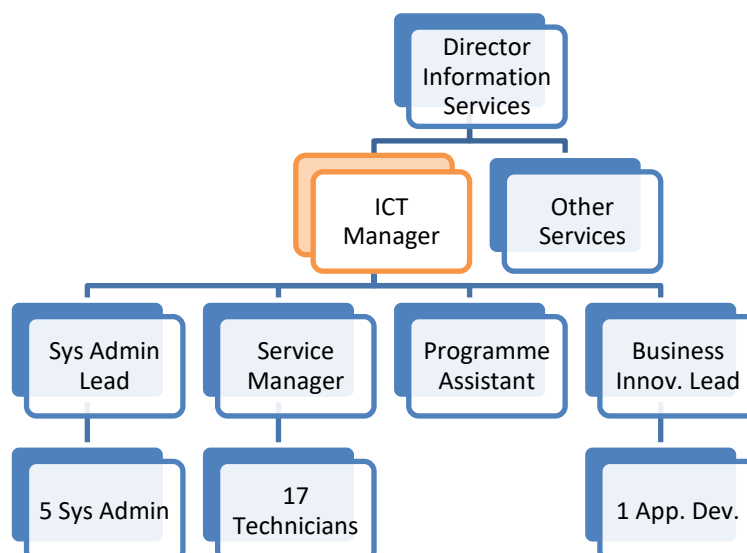 Director
Information
Services
ICT
Manager
Other
Services
Sys Admin
Lead
Service
Manager
Programme
Assistant
Business
Innov. Lead
5 Sys Admin
17
Technicians
1 App. Dev.